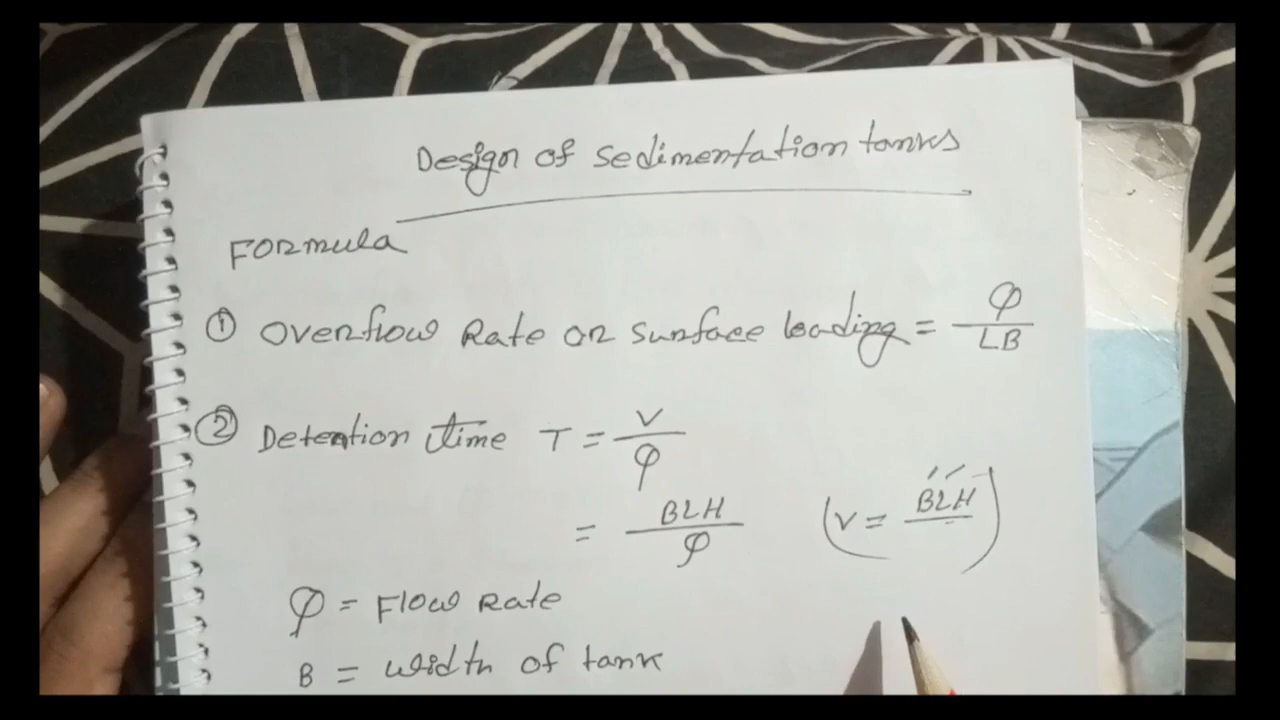 Design of sedimentation tanks
Formula
① Overflow Rate or surface loading = φ/LB
② Detention time T = V/φ
= BLH/φ (V = BLH)
φ = Flow Rate
B = width of tank